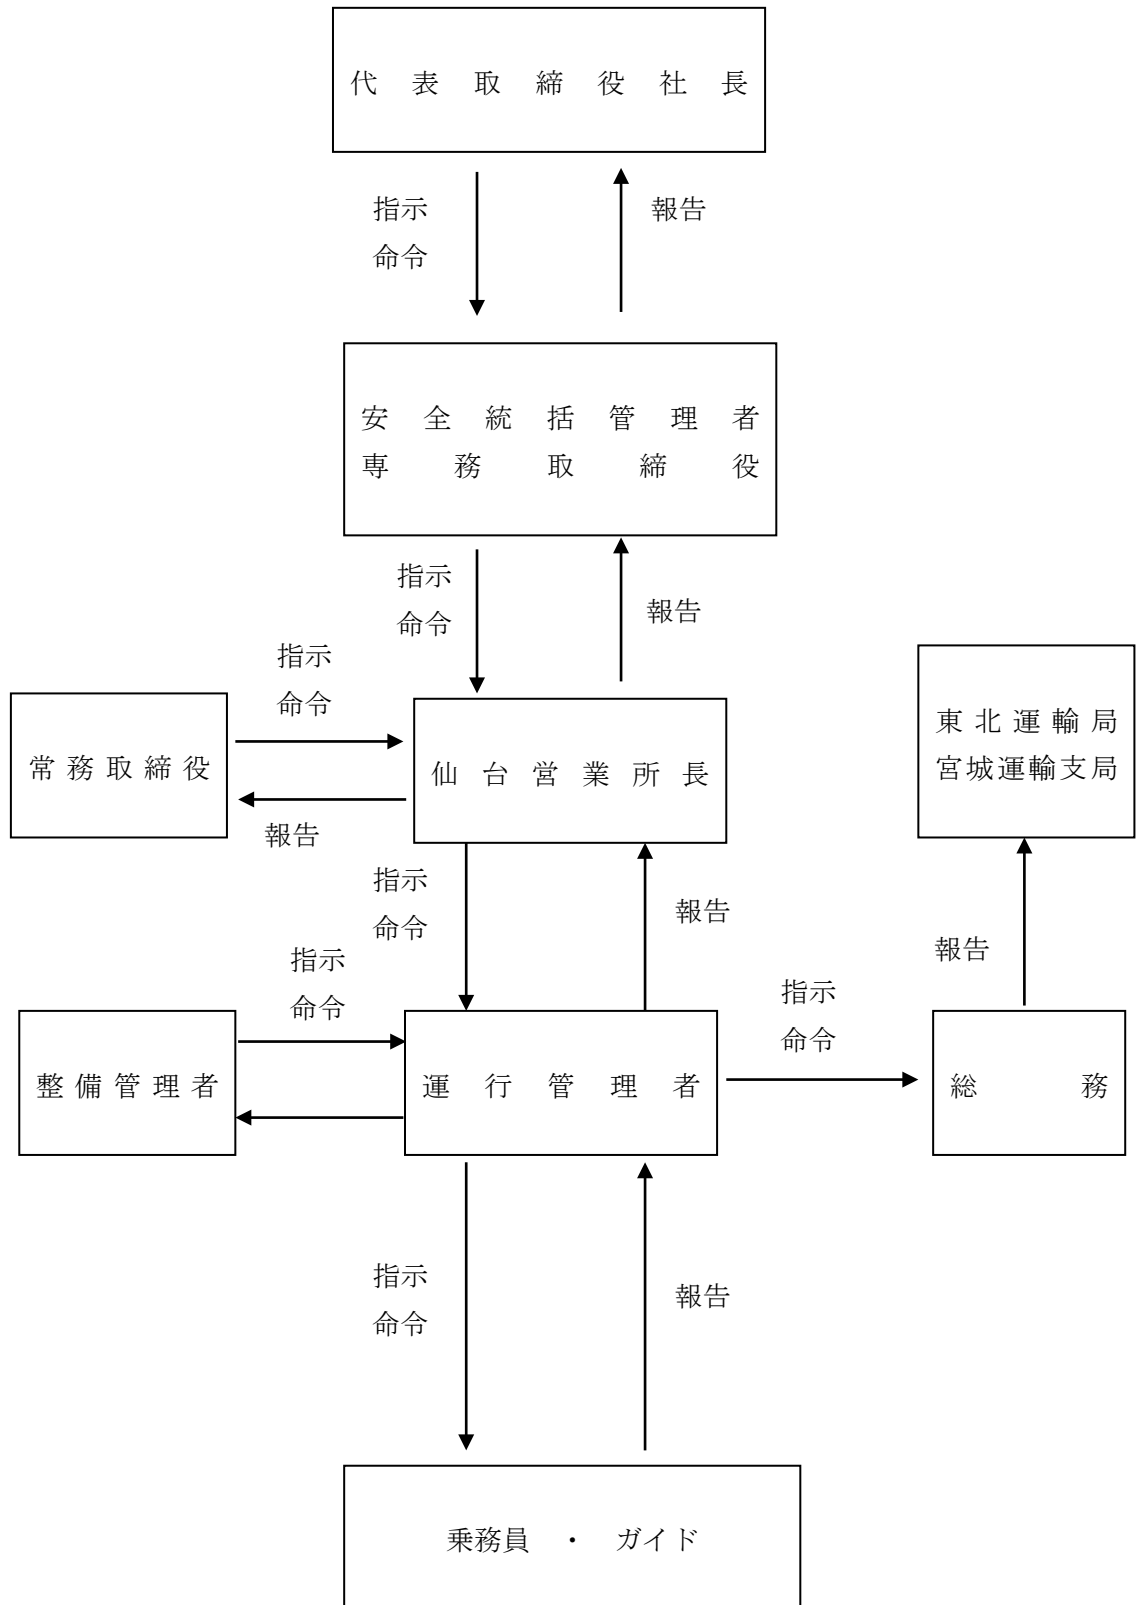 代表取締役社長
指示
命令
報告
安全統括管理者
専務取締役
指示
命令
報告
指示
命令
常務取締役
仙台営業所長
報告
東北運輸局
宮城運輸支局
指示
命令
報告
報告
指示
命令
指示
命令
整備管理者
運行管理者
総務
指示
命令
報告
乗務員 ・ ガイド